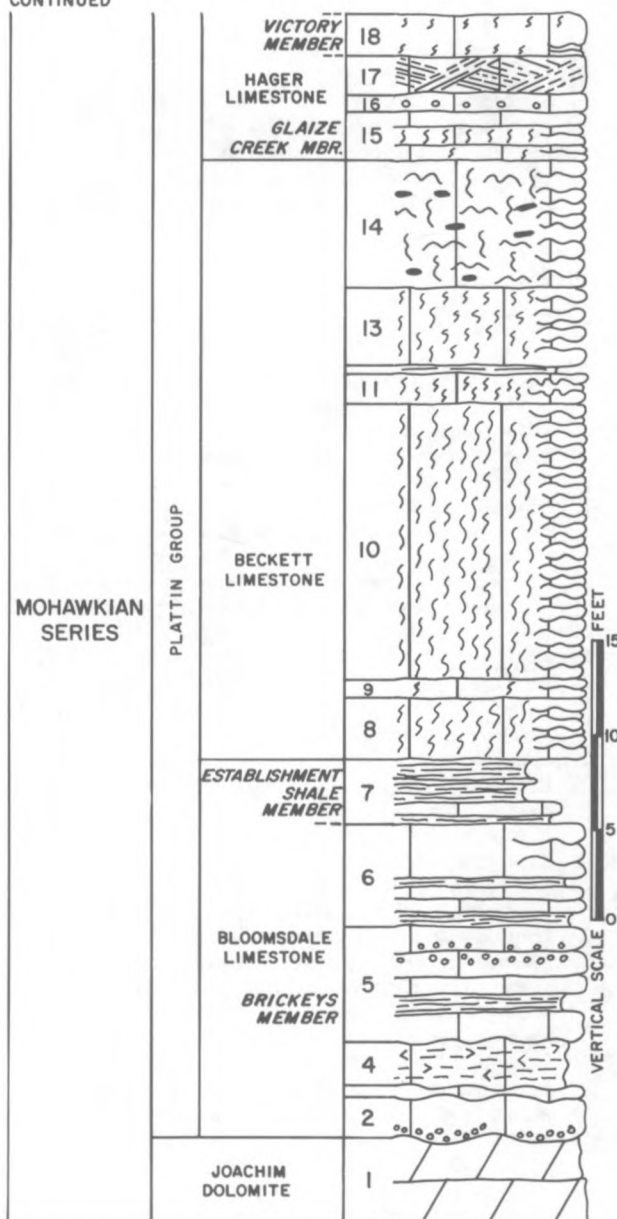 CONTINUED
VICTORY
MEMBER
18
17
HAGER
LIMESTONE
16
GLAIZE
CREEK MBR.
15
14
13
11
10
BECKETT
LIMESTONE
PLATTIN GROUP
MOHAWKIAN
SERIES
9
8
ESTABLISHMENT
SHALE
MEMBER
7
6
BLOOMSDALE
LIMESTONE
5
BRICKEYS
MEMBER
4
2
JOACHIM
DOLOMITE
1
FEET
15
10
5
0
VERTICAL SCALE